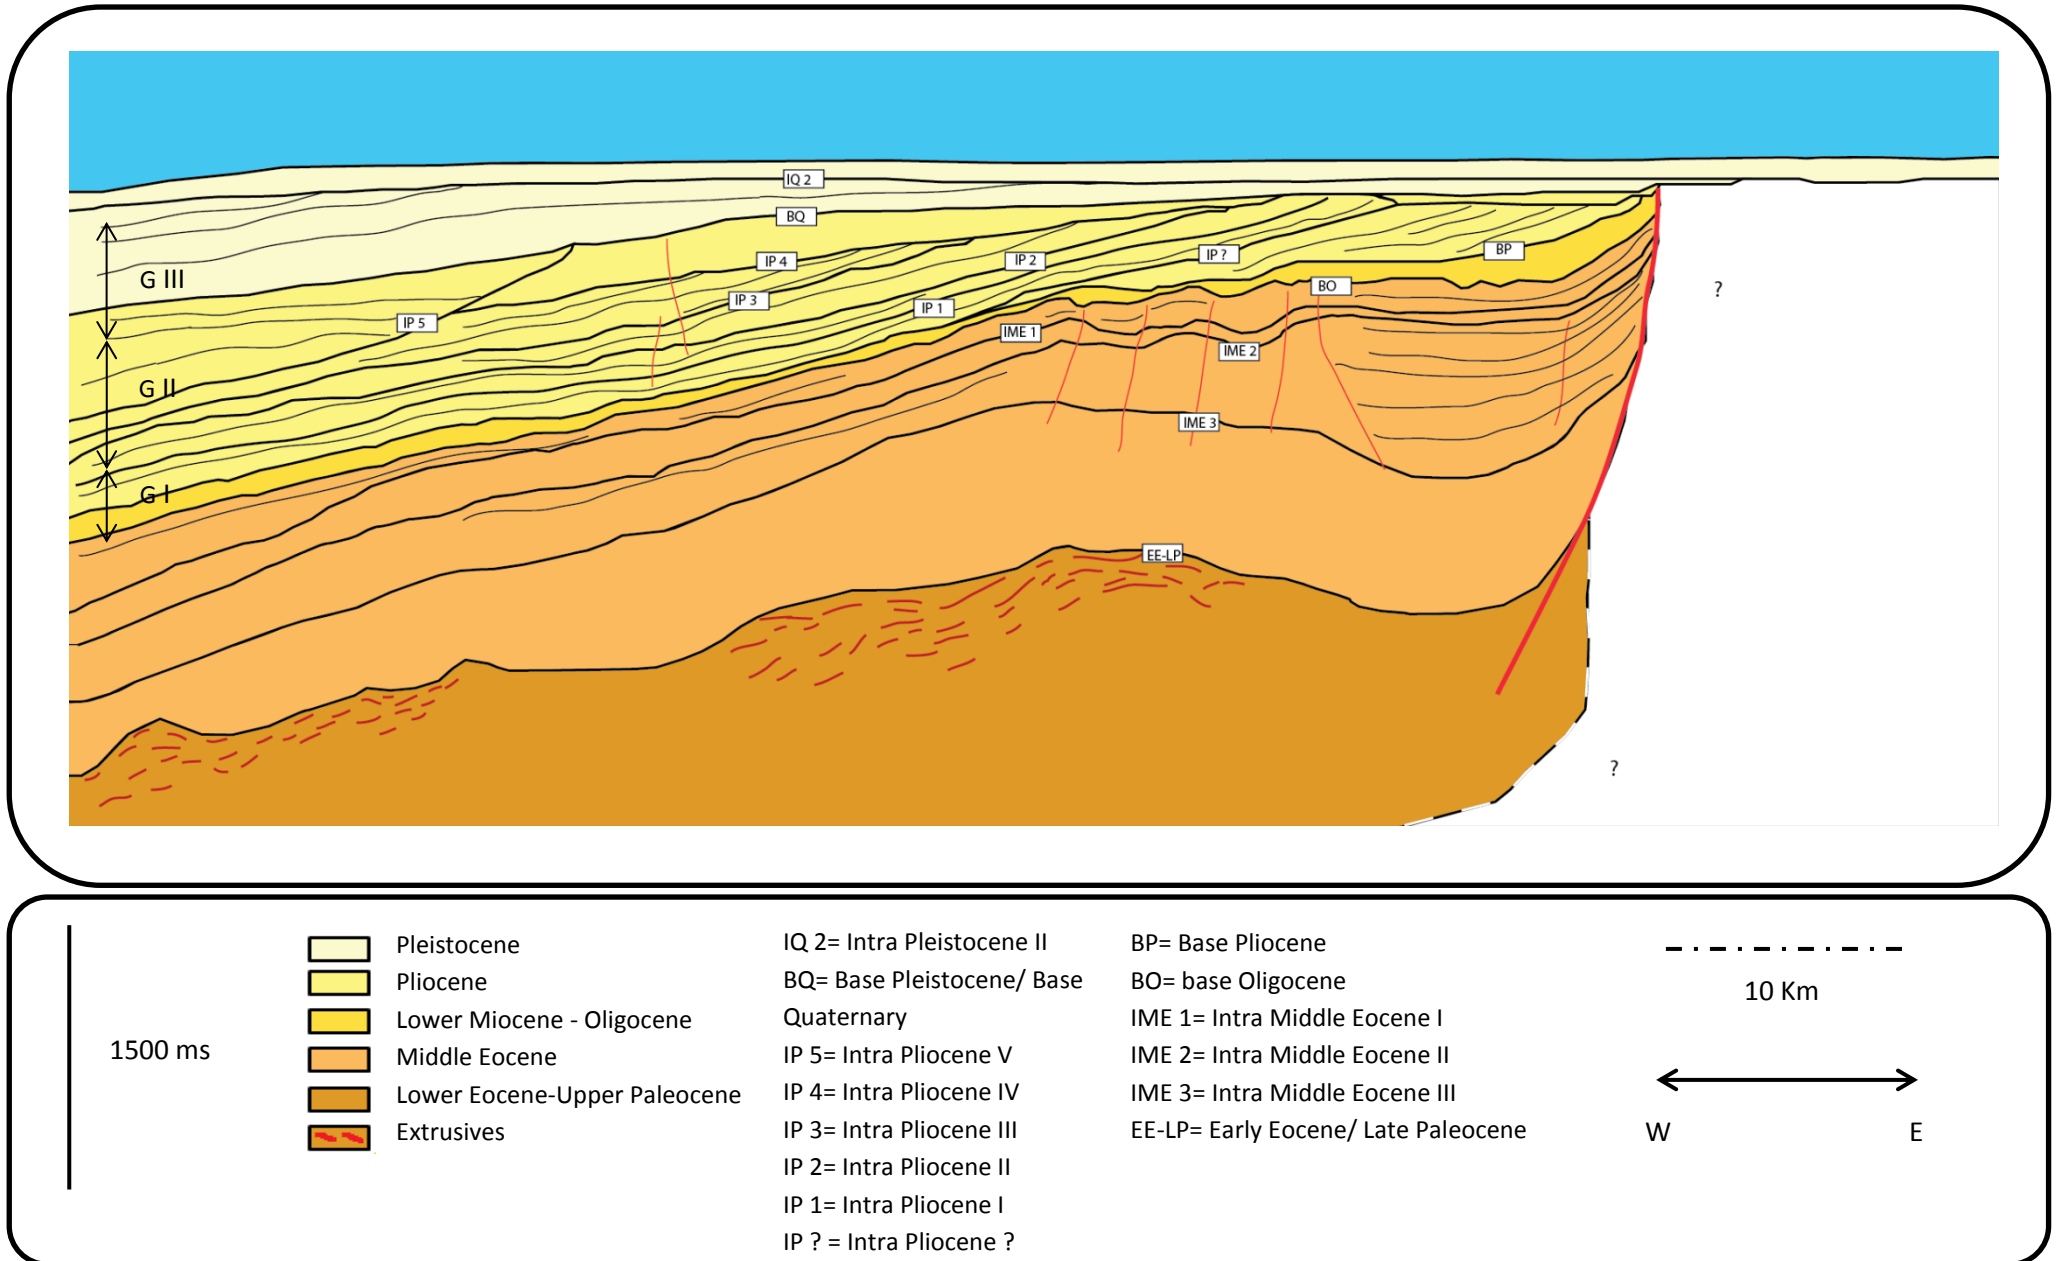 IQ 2
BQ
IP 4
IP 2
IP ?
BP
G III
IP 3
IP 1
BO
IP 5
IME 1
IME 2
?
G II
IME 3
G I
EE-LP
?
1500 ms
Pleistocene
Pliocene
Lower Miocene - Oligocene
Middle Eocene
Lower Eocene-Upper Paleocene
Extrusives
IQ 2= Intra Pleistocene II
BQ= Base Pleistocene/ Base
Quaternary
IP 5= Intra Pliocene V
IP 4= Intra Pliocene IV
IP 3= Intra Pliocene III
IP 2= Intra Pliocene II
IP 1= Intra Pliocene I
IP ? = Intra Pliocene ?
BP= Base Pliocene
BO= base Oligocene
IME 1= Intra Middle Eocene I
IME 2= Intra Middle Eocene II
IME 3= Intra Middle Eocene III
EE-LP= Early Eocene/ Late Paleocene
10 Km
W E